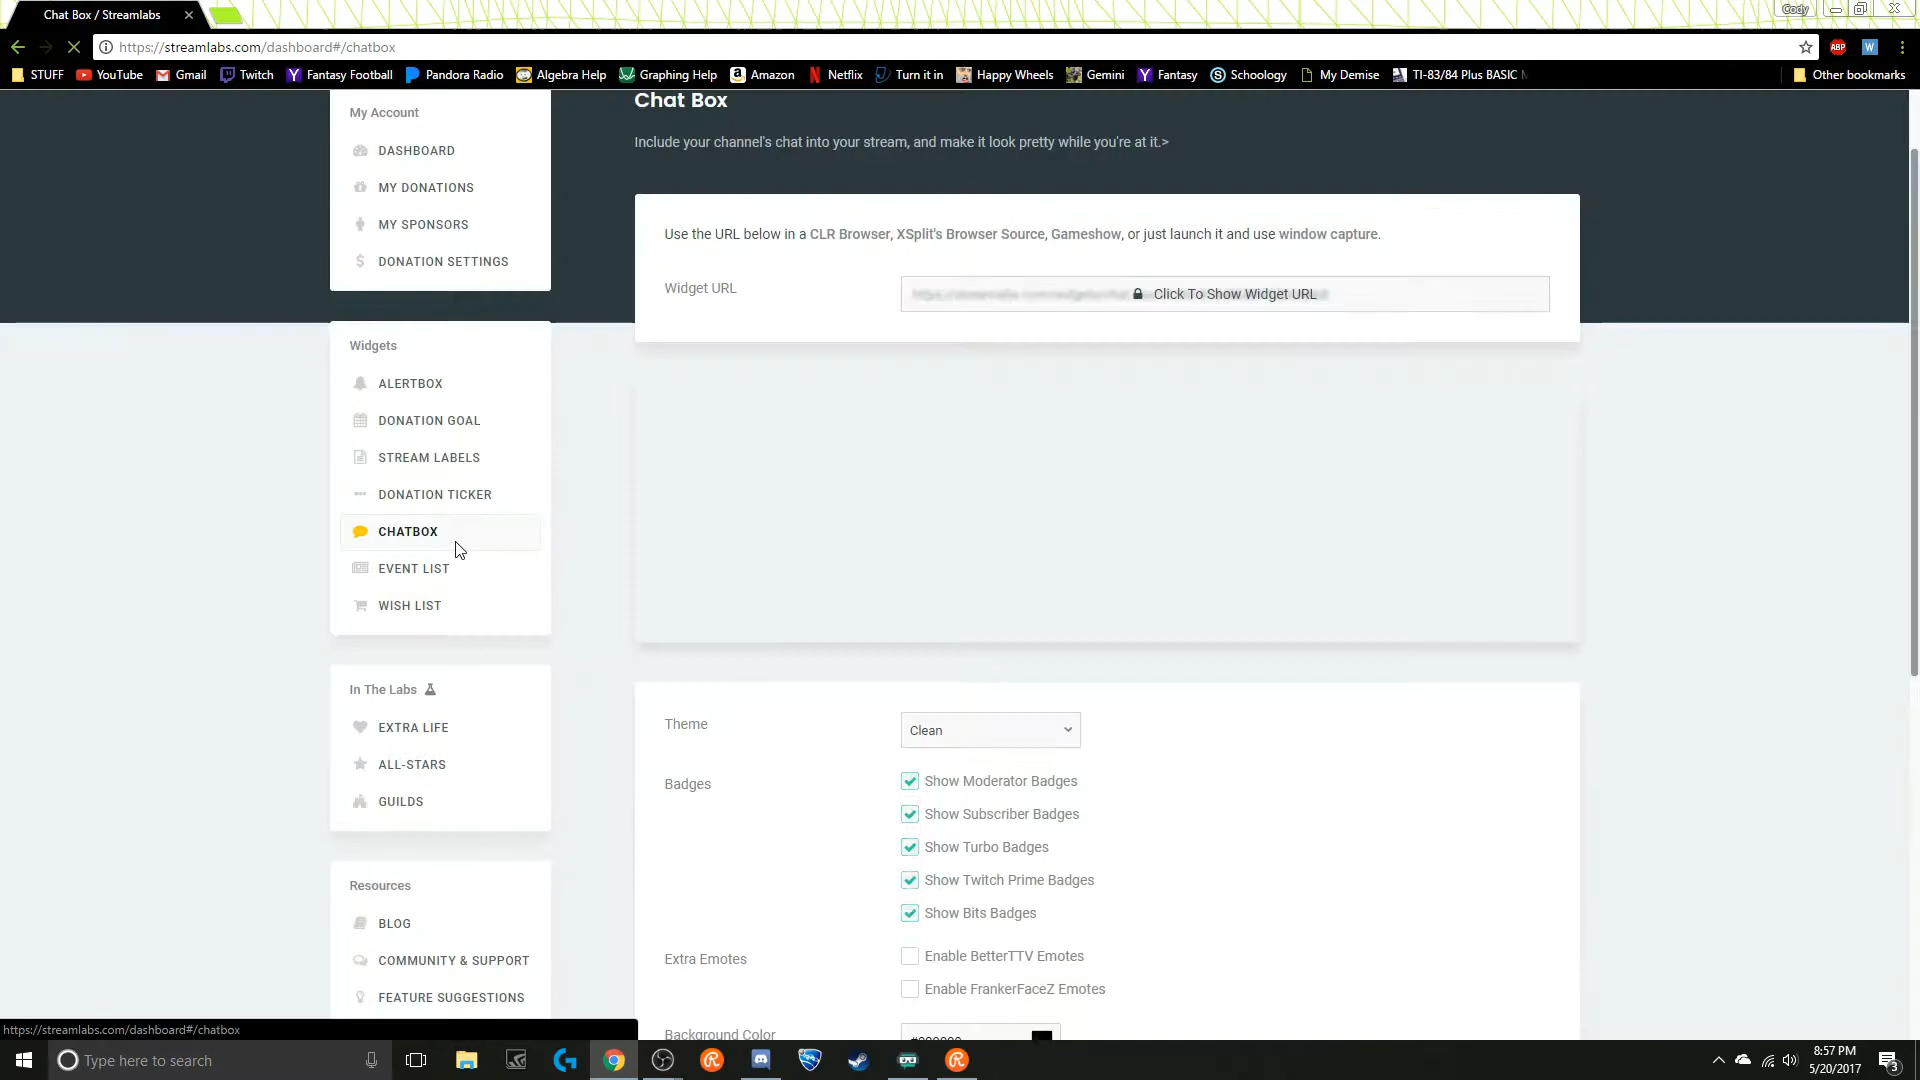 Chat Box / Streamlabs
Cody
https://streamlabs.com/dashboard#/chatbox
ABP
W
STUFF
YouTube
Gmail
Twitch
Fantasy Football
Pandora Radio
Algebra Help
Graphing Help
Amazon
Netflix
Turn it in
Happy Wheels
Gemini
Fantasy
Schoology
My Demise
TI-83/84 Plus BASIC
Other bookmarks
My Account
DASHBOARD
MY DONATIONS
MY SPONSORS
DONATION SETTINGS
Widgets
ALERTBOX
DONATION GOAL
STREAM LABELS
DONATION TICKER
CHATBOX
EVENT LIST
WISH LIST
In The Labs
EXTRA LIFE
ALL-STARS
GUILDS
Resources
BLOG
COMMUNITY & SUPPORT
FEATURE SUGGESTIONS
Chat Box
Include your channel's chat into your stream, and make it look pretty while you're at it.>
Use the URL below in a CLR Browser, XSplit's Browser Source, Gameshow, or just launch it and use window capture.
Widget URL
Click To Show Widget URL
Theme
Clean
Badges
Show Moderator Badges
Show Subscriber Badges
Show Turbo Badges
Show Twitch Prime Badges
Show Bits Badges
Extra Emotes
Enable BetterTTV Emotes
Enable FrankerFaceZ Emotes
Background Color
https://streamlabs.com/dashboard#/chatbox
Type here to search
8:57 PM
5/20/2017
3